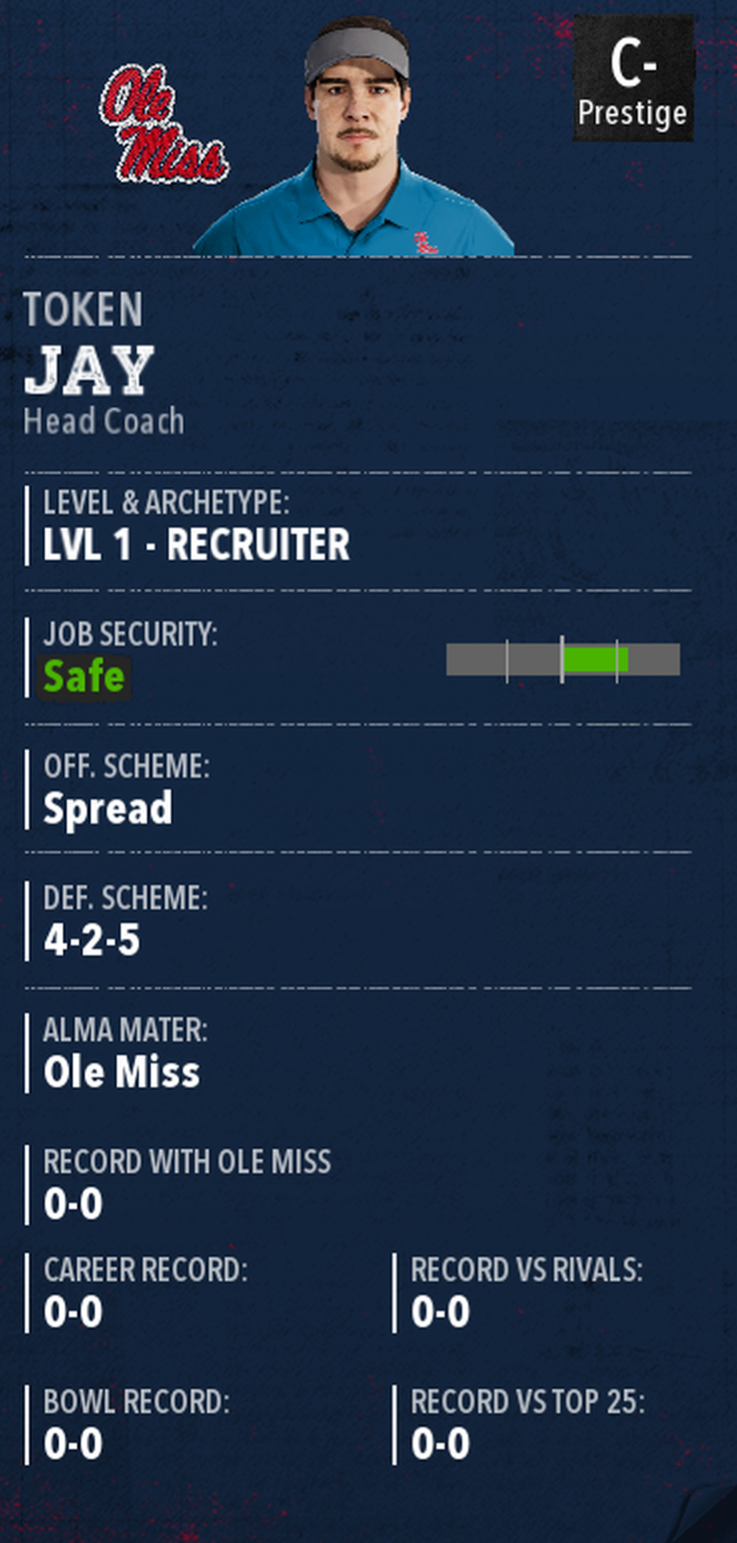 Ole
Miss
C-
Prestige
TOKEN
JAY
Head Coach
LEVEL & ARCHETYPE:
LVL 1 - RECRUITER
JOB SECURITY:
Safe
OFF. SCHEME:
Spread
DEF. SCHEME:
4-2-5
ALMA MATER:
Ole Miss
RECORD WITH OLE MISS
0-0
CAREER RECORD:
0-0
RECORD VS RIVALS:
0-0
BOWL RECORD:
0-0
RECORD VS TOP 25:
0-0